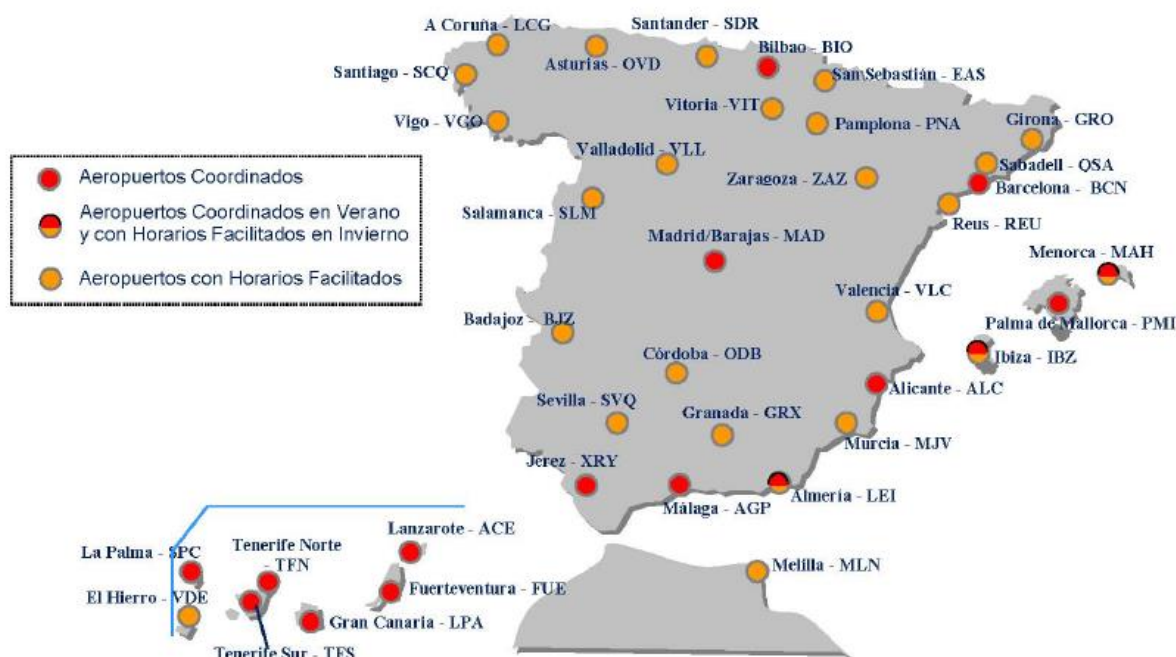 A Coruña - LCG
Santander - SDR
Bilbao - BIO
Asturias - OVD
Santiago - SCQ
San Sebastián - EAS
Vitoria - VIT
Vigo - VGO
Pamplona - PNA
Girona - GRO
Valladolid - VLL
Sabadell - QSA
Zaragoza - ZAZ
Barcelona - BCN
Aeropuertos Coordinados
Aeropuertos Coordinados en Verano
y con Horarios Facilitados en Invierno
Aeropuertos con Horarios Facilitados
Salamanca - SLM
Reus - REU
Madrid/Barajas - MAD
Menorca - MAH
Valencia - VLC
Badajoz - BJZ
Palma de Mallorca - PMI
Córdoba - ODB
Ibiza - IBZ
Alicante - ALC
Sevilla - SVQ
Granada - GRX
Murcia - MJV
Jerez - XRY
Almería - LEI
Málaga - AGP
Lanzarote - ACE
La Palma - SPC
Tenerife Norte
- TFN
Melilla - MLN
El Hierro - VDE
Fuerteventura - FUE
Gran Canaria - LPA
Tenerife Sur - TFS